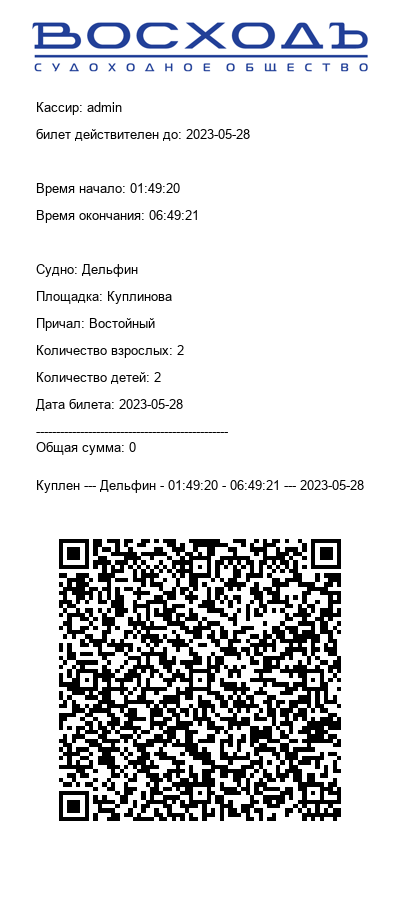 ВОСХОДЪ
СУДОХОДНОЕ ОБЩЕСТВО
Кассир: admin
билет действителен до: 2023-05-28
Время начало: 01:49:20
Время окончания: 06:49:21
Судно: Дельфин
Площадка: Куплинова
Причал: Востойный
Количество взрослых: 2
Количество детей: 2
Дата билета: 2023-05-28
------------------------------------------------
Общая сумма: 0
Куплен --- Дельфин - 01:49:20 - 06:49:21 --- 2023-05-28